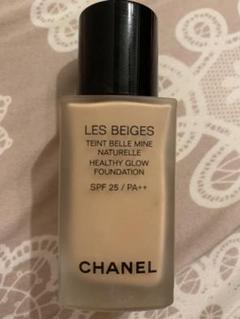 LES BEIGES
TEINT BELLE MINE
NATURELLE
HEALTHY GLOW
FOUNDATION
SPF 25 / PA++
CHANEL